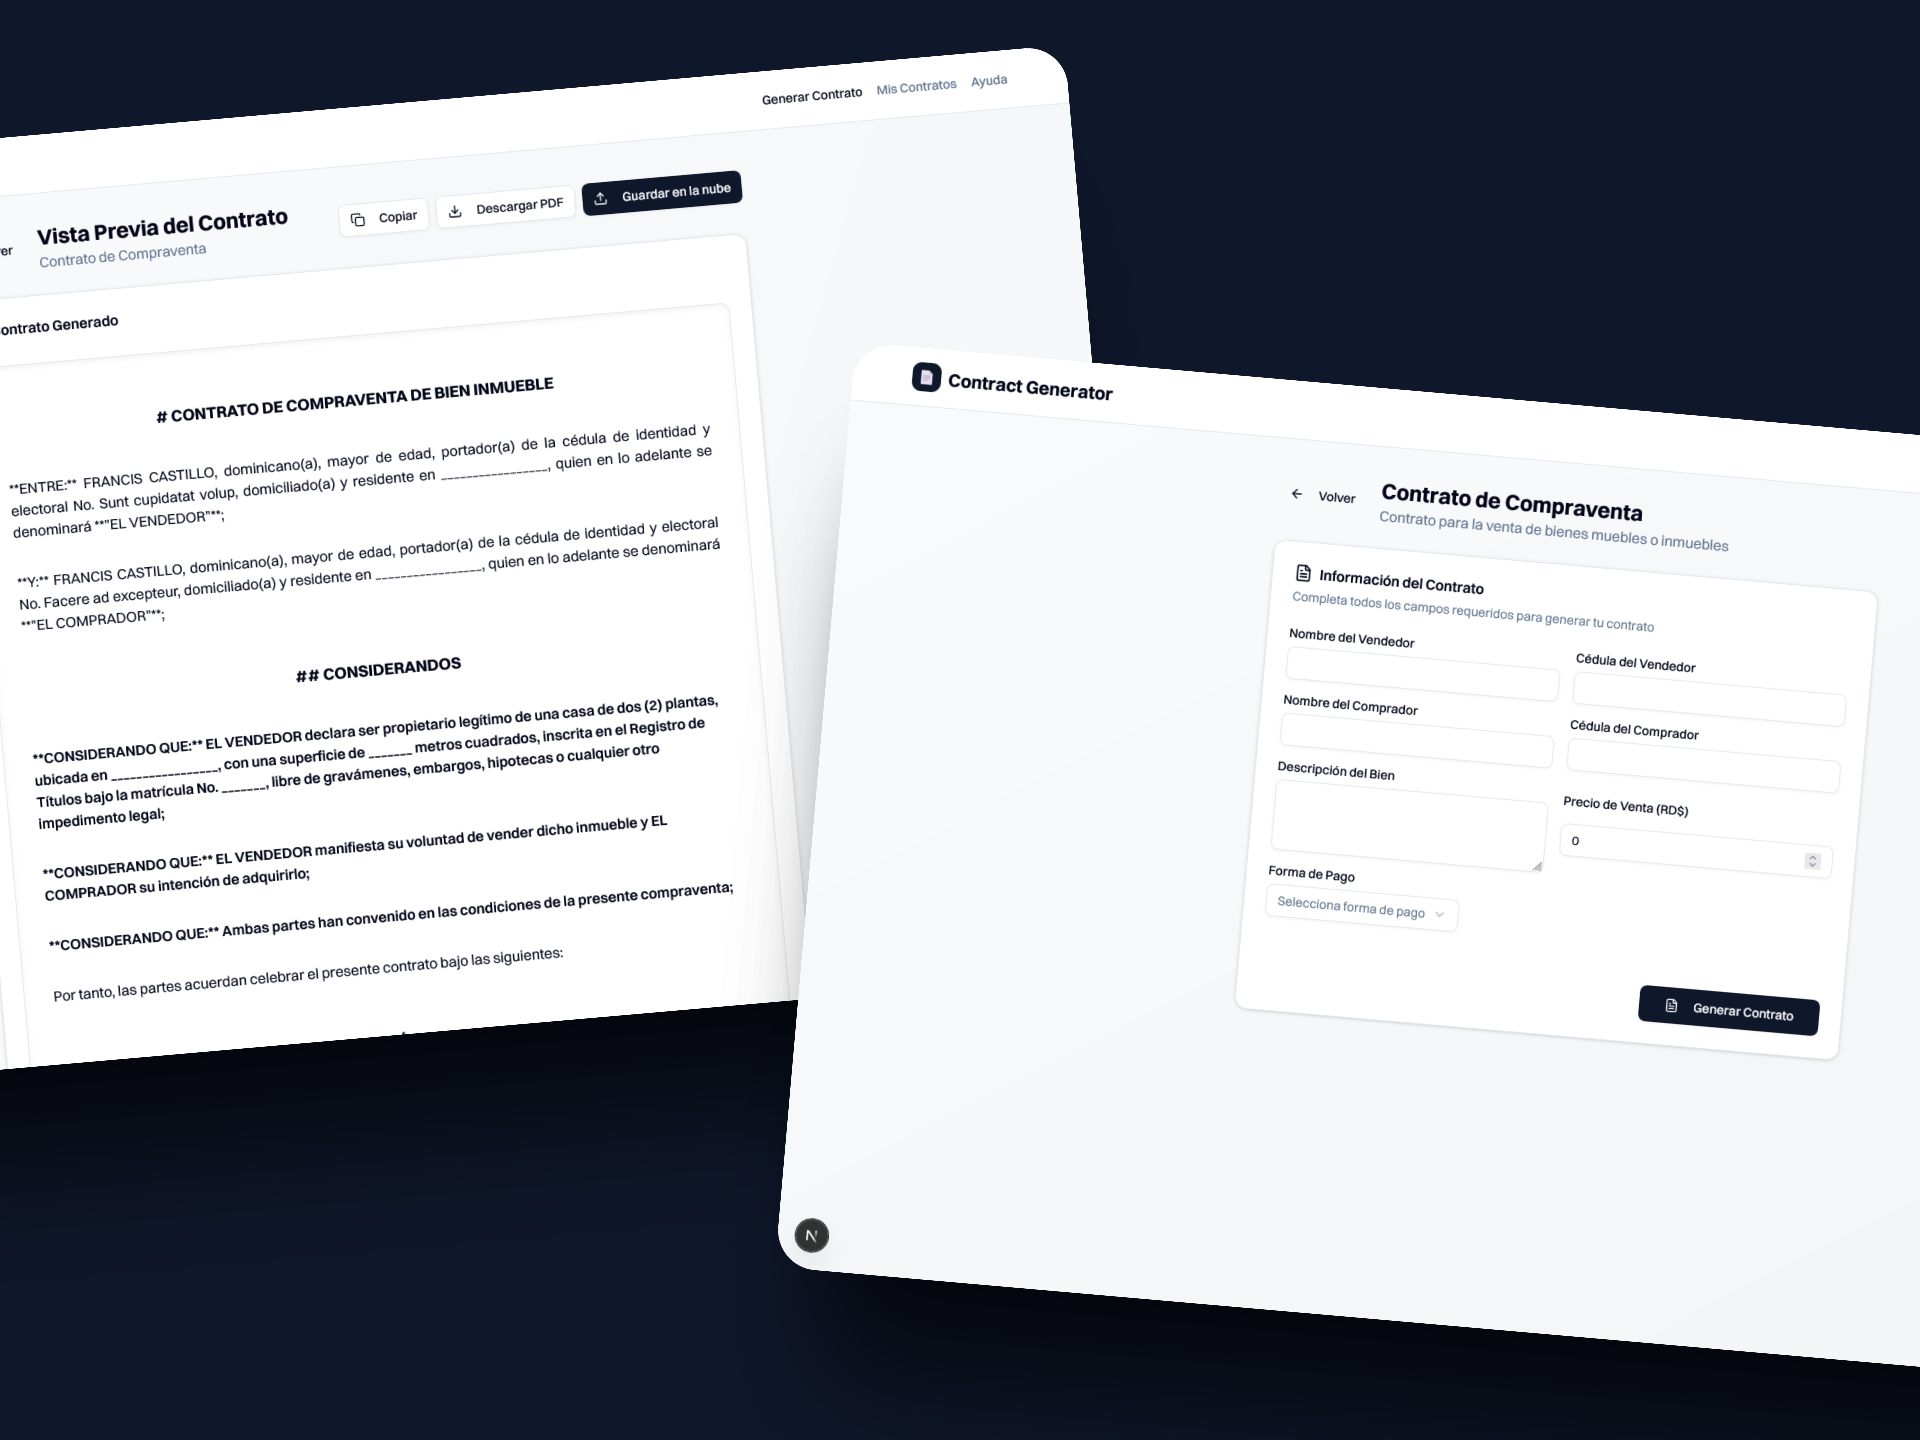 Generar Contrato Mis Contratos Ayuda
Vista Previa del Contrato
Contrato de Compraventa
Copiar
Descargar PDF
Guardar en la nube
ontrato Generado
# CONTRATO DE COMPRAVENTA DE BIEN INMUEBLE
**ENTRE:** FRANCIS CASTILLO, dominicano(a), mayor de edad, portador(a) de la cédula de identidad y
electoral No. Sunt cupidatat volup, domiciliado(a) y residente en _________________, quien en lo adelante se
denominará **"EL VENDEDOR"**;
**Y:** FRANCIS CASTILLO, dominicano(a), mayor de edad, portador(a) de la cédula de identidad y electoral
No. Facere ad excepteur, domiciliado(a) y residente en _________________, quien en lo adelante se denominará
**"EL COMPRADOR"**;
## CONSIDERANDOS
**CONSIDERANDO QUE:** EL VENDEDOR declara ser propietario legítimo de una casa de dos (2) plantas,
ubicada en _________________, con una superficie de _______ metros cuadrados, inscrita en el Registro de
Títulos bajo la matrícula No. _______, libre de gravámenes, embargos, hipotecas o cualquier otro
impedimento legal;
**CONSIDERANDO QUE:** EL VENDEDOR manifiesta su voluntad de vender dicho inmueble y EL
COMPRADOR su intención de adquirirlo;
**CONSIDERANDO QUE:** Ambas partes han convenido en las condiciones de la presente compraventa;
Por tanto, las partes acuerdan celebrar el presente contrato bajo las siguientes:
Contract Generator
Volver
Contrato de Compraventa
Contrato para la venta de bienes muebles o inmuebles
Información del Contrato
Completa todos los campos requeridos para generar tu contrato
Nombre del Vendedor
Cédula del Vendedor
Nombre del Comprador
Cédula del Comprador
Descripción del Bien
Precio de Venta (RD$)
0
Forma de Pago
Selecciona forma de pago
Generar Contrato
N